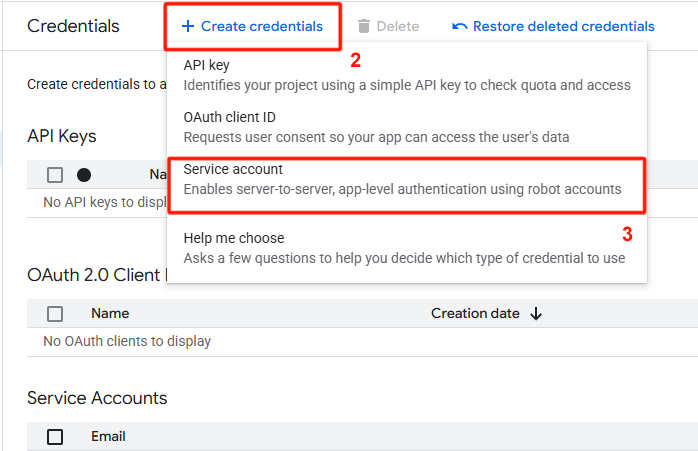 Credentials
+ Create credentials
Delete
Restore deleted credentials
2
API key
Identifies your project using a simple API key to check quota and access
Create credentials to a
OAuth client ID
Requests user consent so your app can access the user's data
API Keys
Service account
Na
Enables server-to-server, app-level authentication using robot accounts
No API keys to displ
3
Help me choose
Asks a few questions to help you decide which type of credential to use
OAuth 2.0 Client
Name
Creation date ↓
No OAuth clients to display
Service Accounts
Email